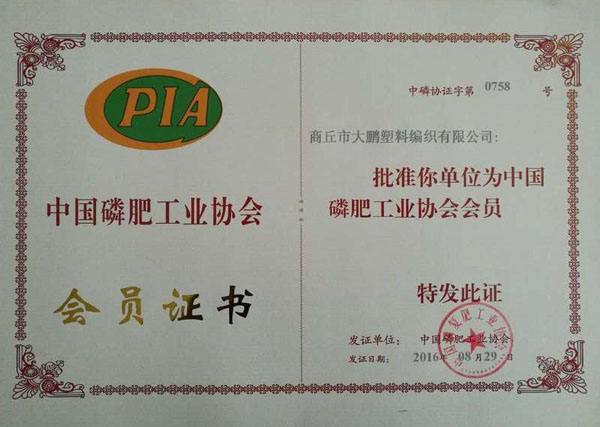 CPIA
中国磷肥工业协会
会员证书
中磷协证字第 0758 号
商丘市大鹏塑料编织有限公司:
批准你单位为中国
磷肥工业协会会员
特发此证
发证单位: 中国磷肥工业协会
发证日期: 2016年08月29日